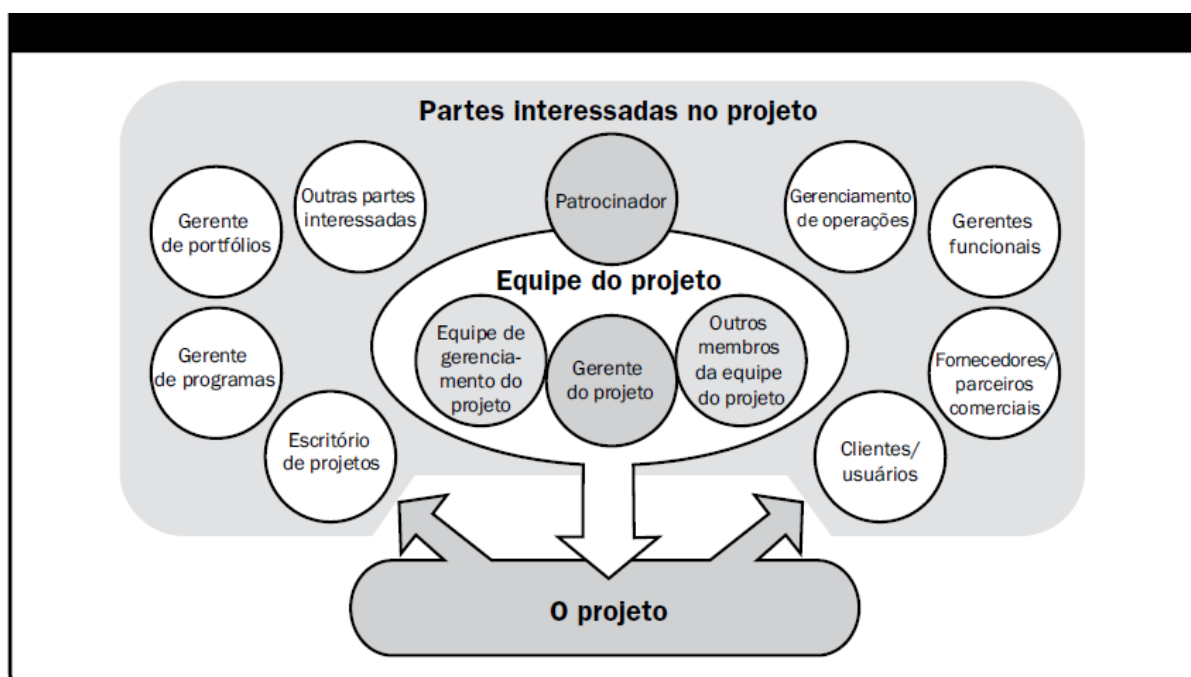 Partes interessadas no projeto
Gerente
de portfólios
Outras partes
interessadas
Patrocinador
Gerenciamento
de operações
Gerentes
funcionais
Equipe do projeto
Gerente
de programas
Equipe de
gerencia-
mento do
projeto
Gerente
do projeto
Outros
membros
da equipe
do projeto
Fornecedores/
parceiros
comerciais
Escritório
de projetos
Clientes/
usuários
O projeto